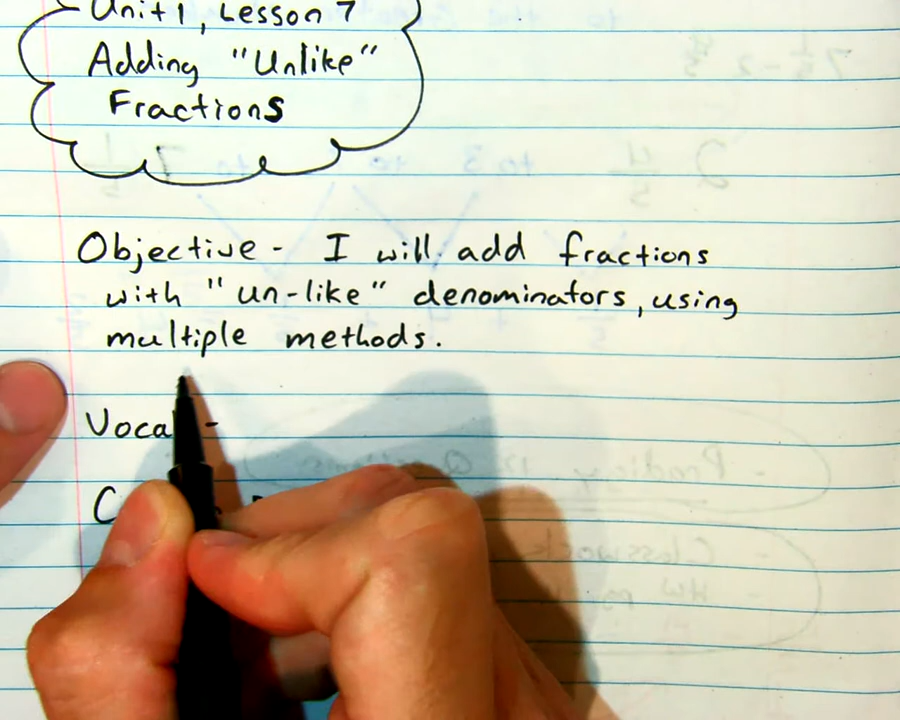 Unit 1, Lesson 7
Adding "Unlike"
Fractions
Objective - I will add fractions
with "un-like" denominators, using
multiple methods.